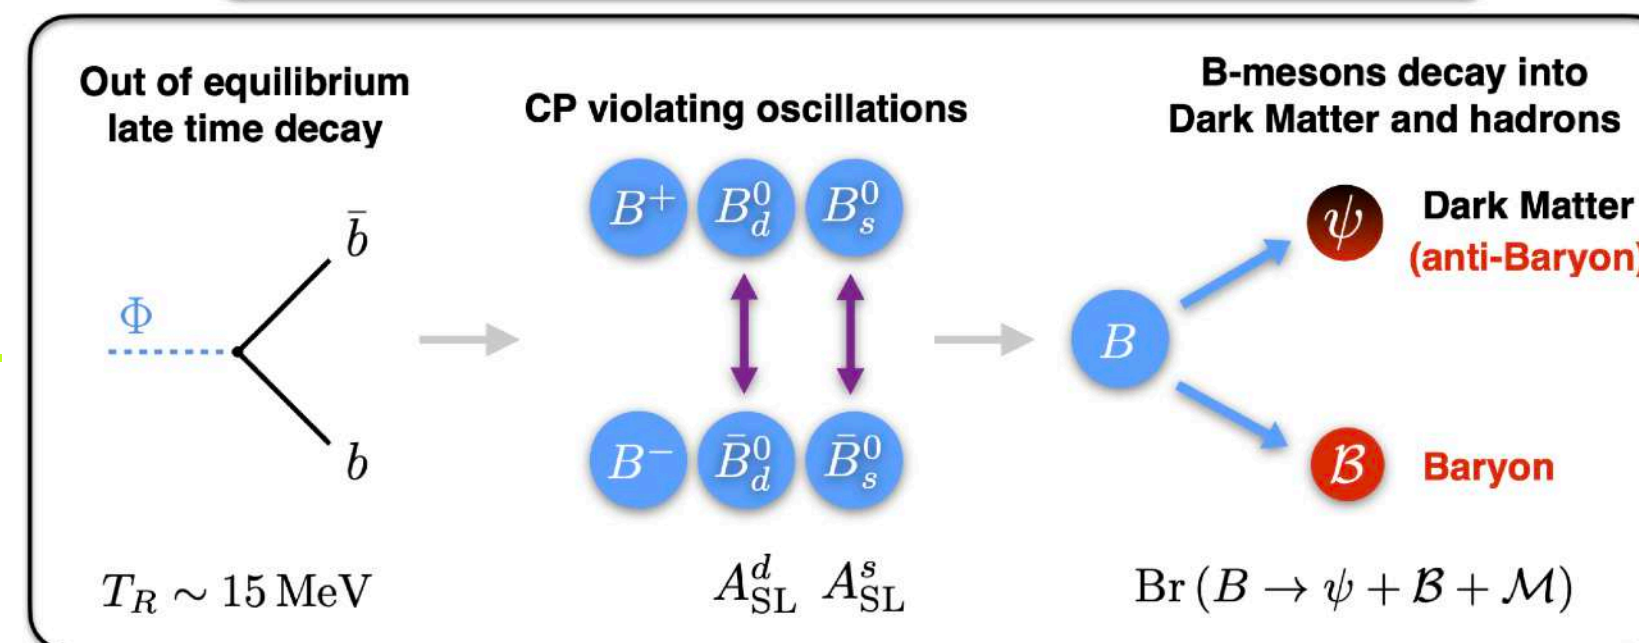 Out of equilibrium
late time decay
CP violating oscillations
B-mesons decay into
Dark Matter and hadrons
Φ
b̄
b
B⁺ B⁰_d B⁰_s
B⁻ B̄⁰_d B̄⁰_s
B
ψ
Dark Matter
(anti-Baryon)
ℬ
Baryon
T_R ∼ 15 MeV
A^d_SL A^s_SL
Br (B → ψ + ℬ + ℳ)